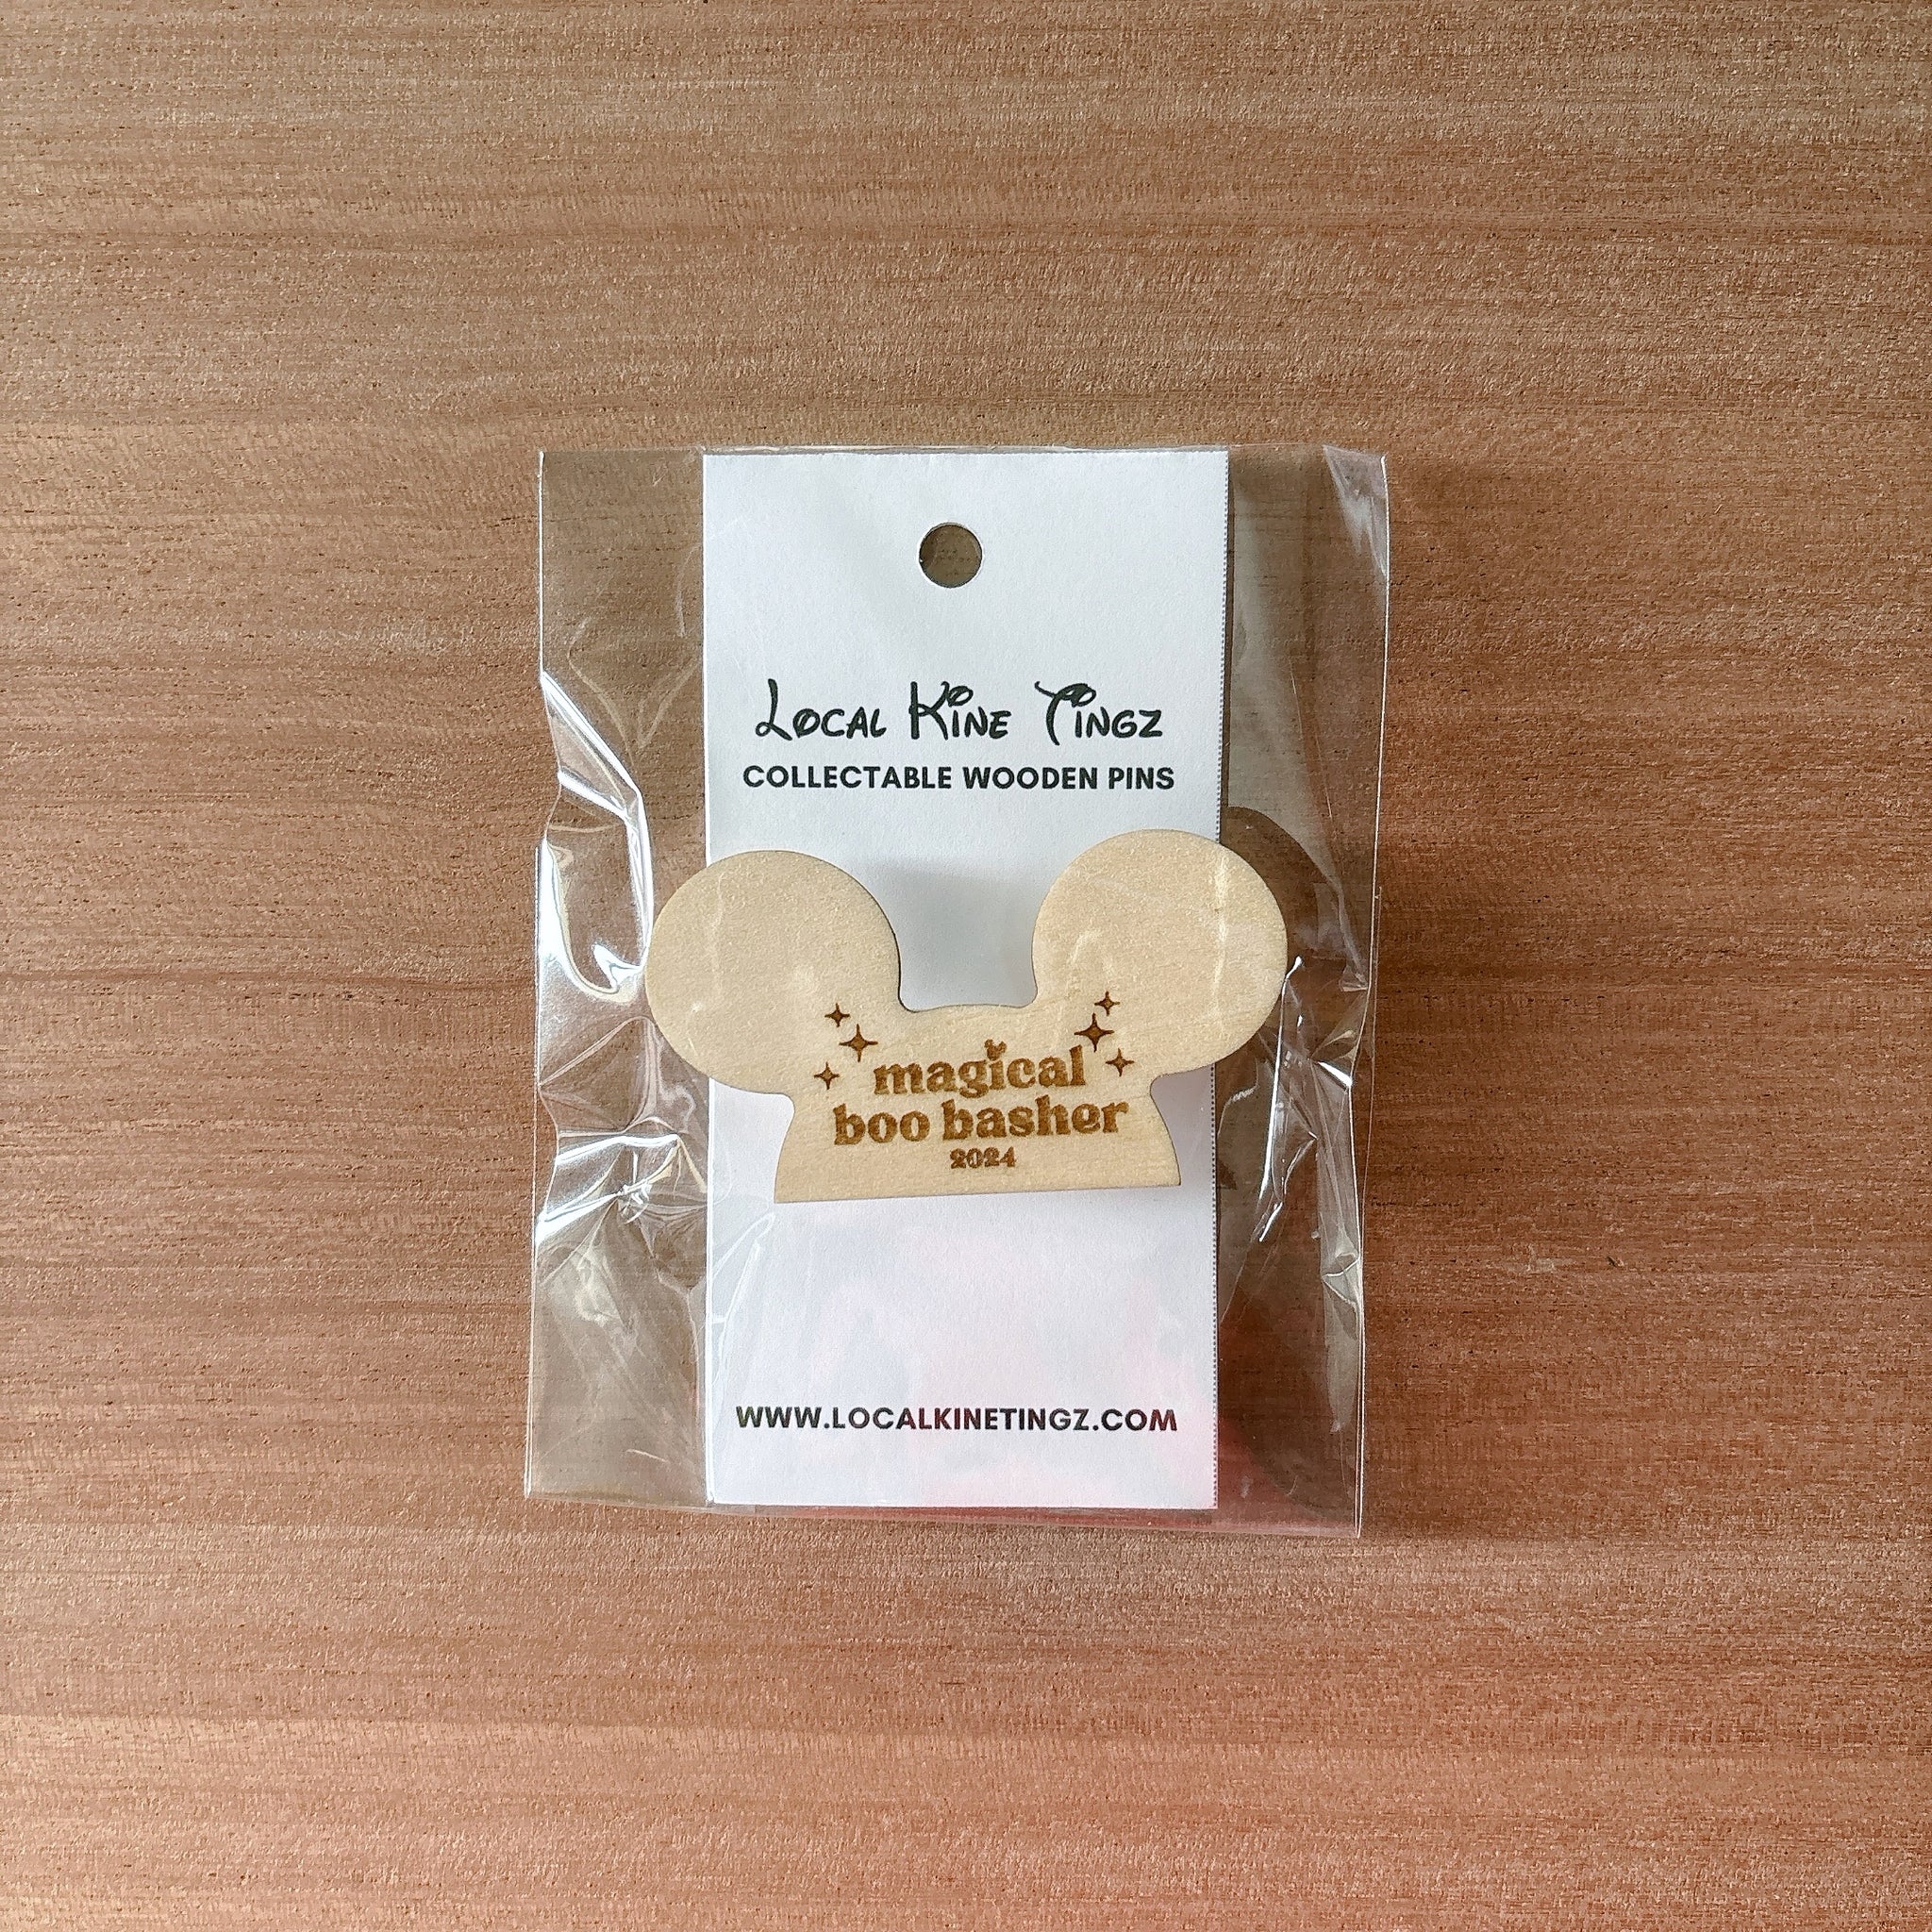 Local Kine Tingz
COLLECTABLE WOODEN PINS
magical
boo basher
2024
WWW.LOCALKINETINGZ.COM